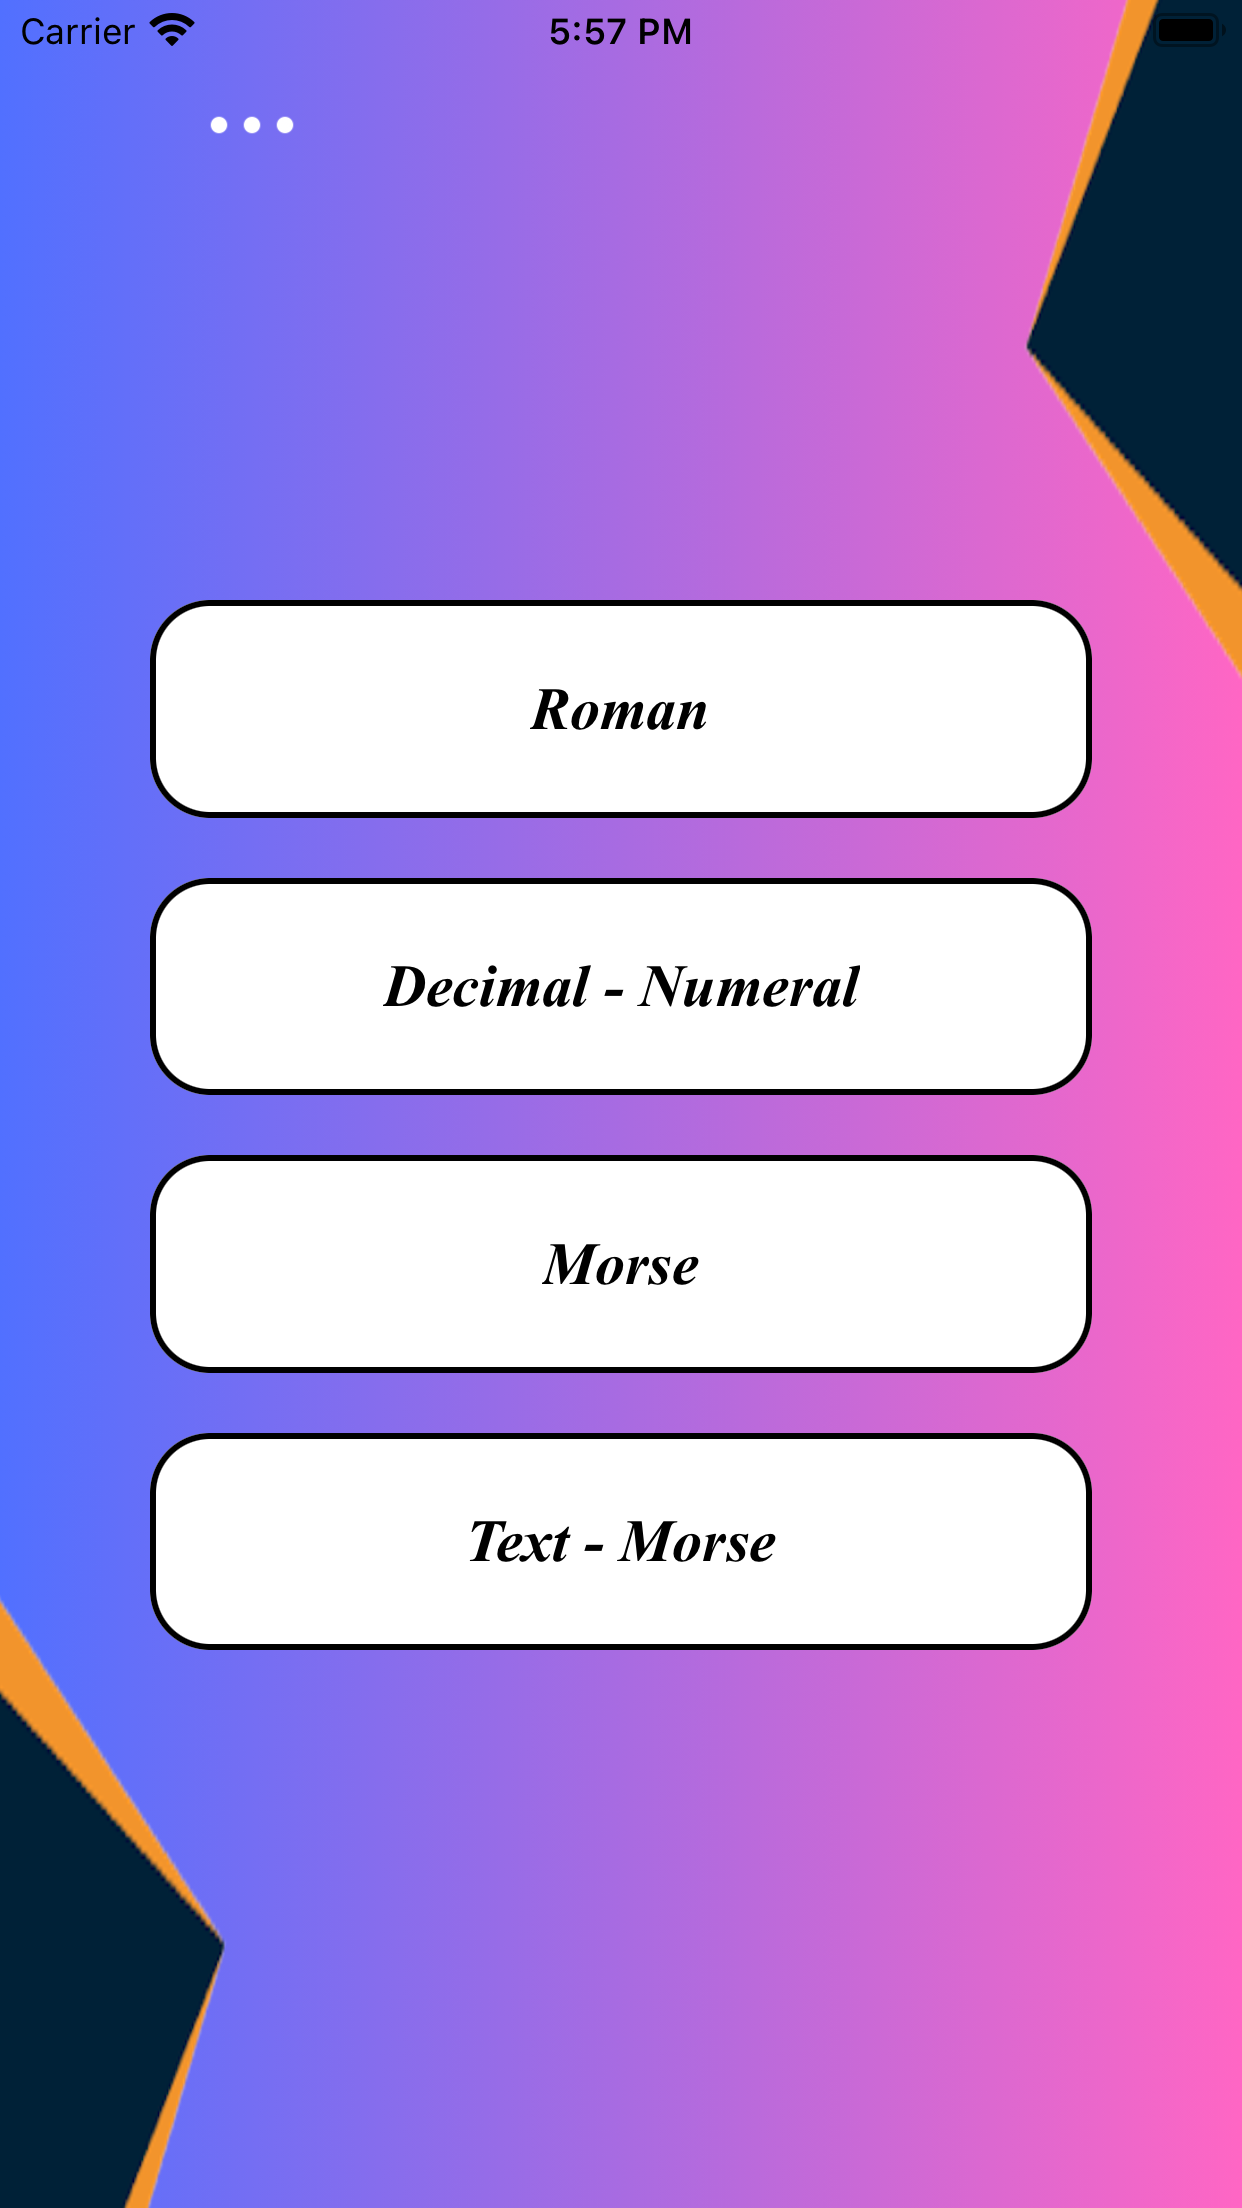 Carrier 5:57 PM
Roman
Decimal - Numeral
Morse
Text - Morse